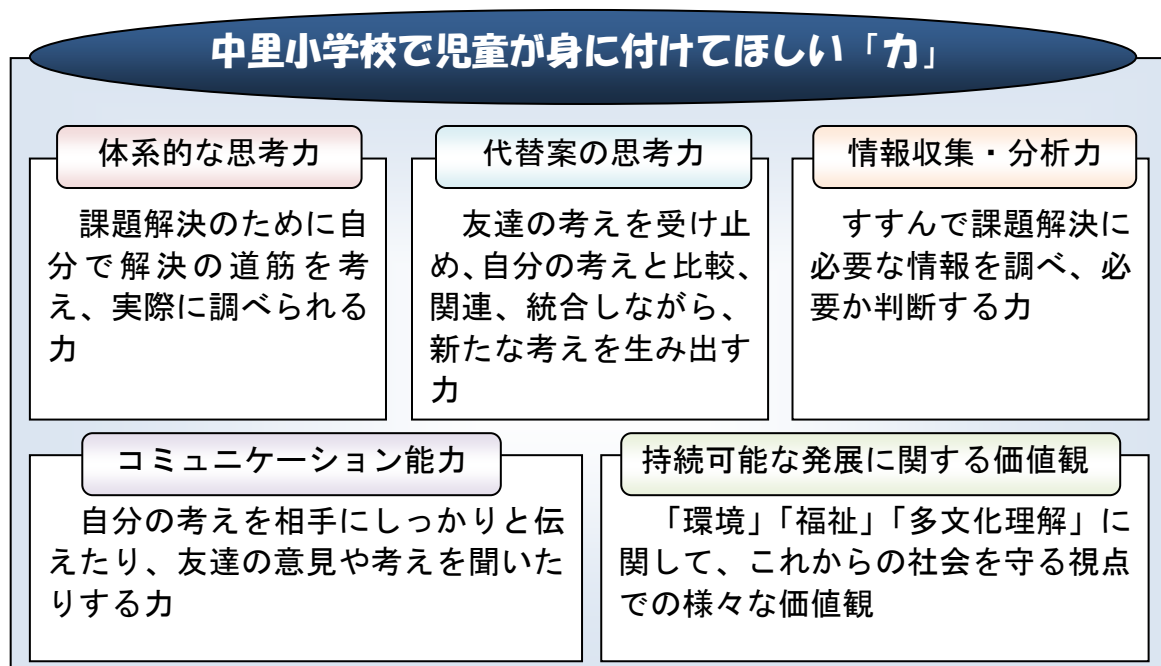 中里小学校で児童が身に付けてほしい「力」
体系的な思考力
課題解決のために自
分で解決の道筋を考
え、実際に調べられる
力
代替案の思考力
友達の考えを受け止
め、自分の考えと比較、
関連、統合しながら、
新たな考えを生み出す
力
情報収集・分析力
すすんで課題解決に
必要な情報を調べ、必
要か判断する力
コミュニケーション能力
自分の考えを相手にしっかりと伝
えたり、友達の意見や考えを聞いた
りする力
持続可能な発展に関する価値観
「環境」「福祉」「多文化理解」に
関して、これからの社会を守る視点
での様々な価値観